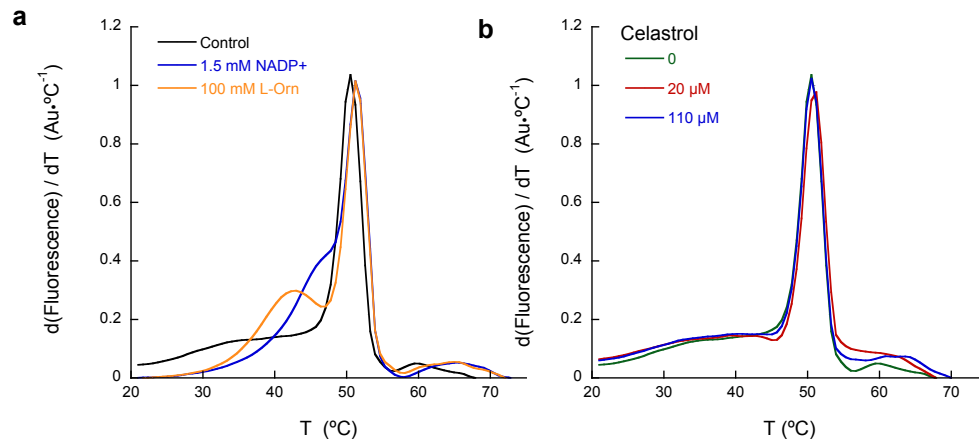 a
1.2
1
0.8
0.6
0.4
0.2
0
d(Fluorescence) / dT (Au·ºC⁻¹)
Control
1.5 mM NADP+
100 mM L-Orn
20 30 40 50 60 70
T (ºC)
b
1.2
1
0.8
0.6
0.4
0.2
0
d(Fluorescence) / dT (Au·ºC⁻¹)
Celastrol
0
20 µM
110 µM
20 30 40 50 60 70
T (ºC)